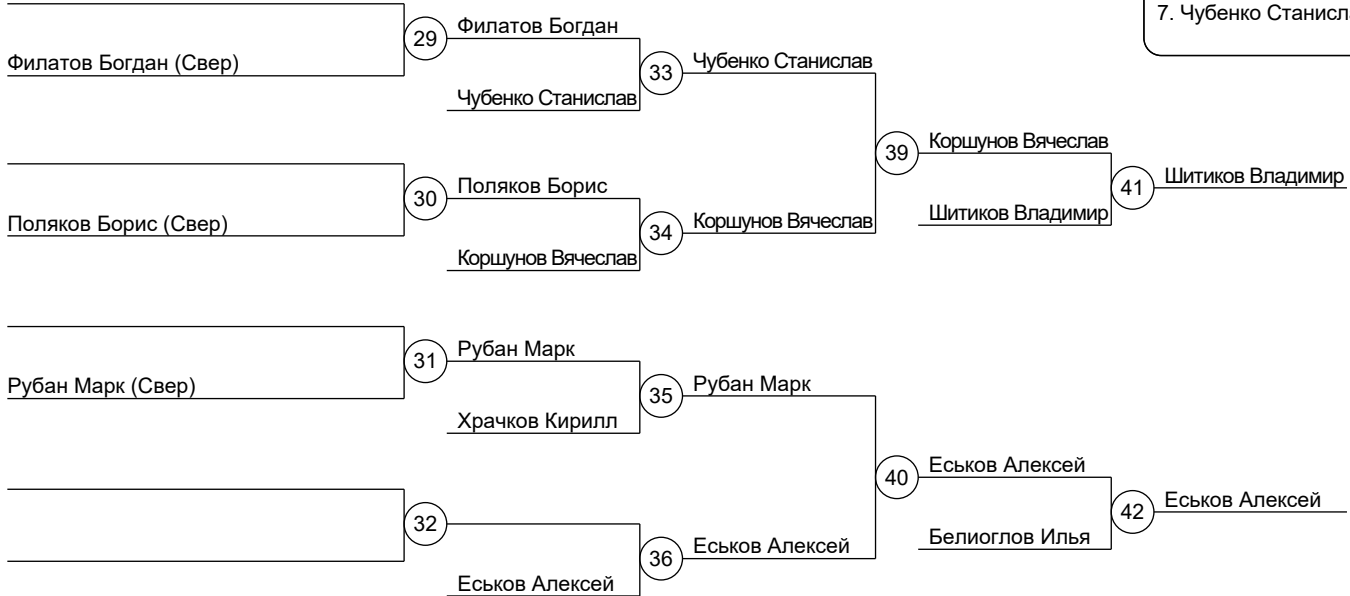 7. Чубенко Станисл
29
Филатов Богдан
Филатов Богдан (Свер)
33
Чубенко Станислав
Чубенко Станислав
39
Коршунов Вячеслав
30
Поляков Борис
41
Шитиков Владимир
Поляков Борис (Свер)
34
Коршунов Вячеслав
Шитиков Владимир
Коршунов Вячеслав
31
Рубан Марк
Рубан Марк (Свер)
35
Рубан Марк
Храчков Кирилл
40
Еськов Алексей
32
42
Еськов Алексей
Белиоглов Илья
36
Еськов Алексей
Еськов Алексей